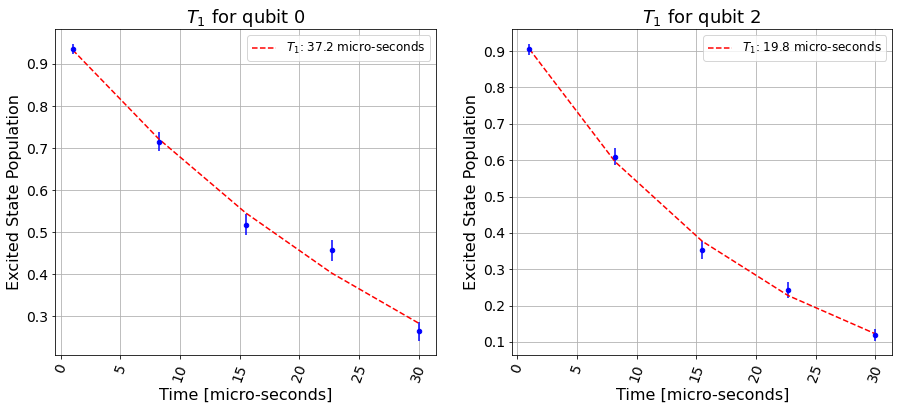 T₁ for qubit 0
T₁: 37.2 micro-seconds
Excited State Population
0.9
0.8
0.7
0.6
0.5
0.4
0.3
0 5 10 15 20 25 30
Time [micro-seconds]
T₁ for qubit 2
T₁: 19.8 micro-seconds
Excited State Population
0.9
0.8
0.7
0.6
0.5
0.4
0.3
0.2
0.1
0 5 10 15 20 25 30
Time [micro-seconds]